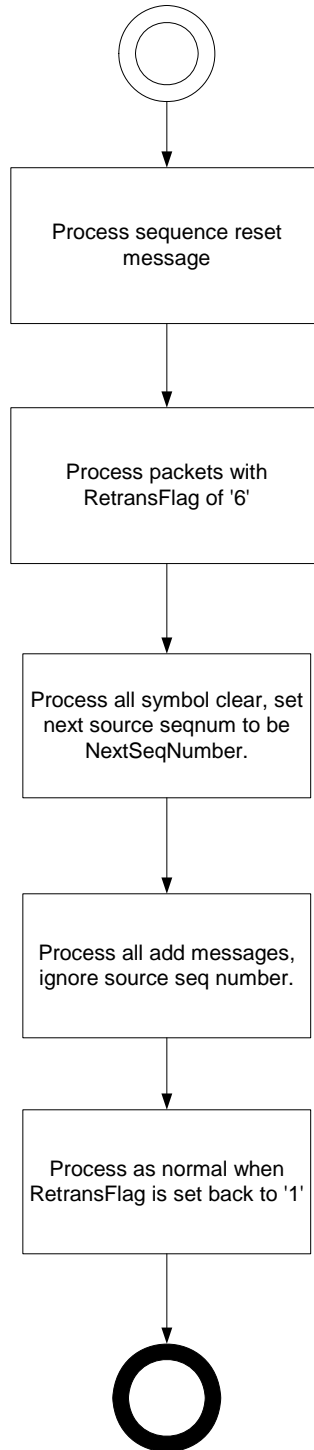 Process sequence reset
message
Process packets with
RetransFlag of '6'
Process all symbol clear, set
next source seqnum to be
NextSeqNumber.
Process all add messages,
ignore source seq number.
Process as normal when
RetransFlag is set back to '1'